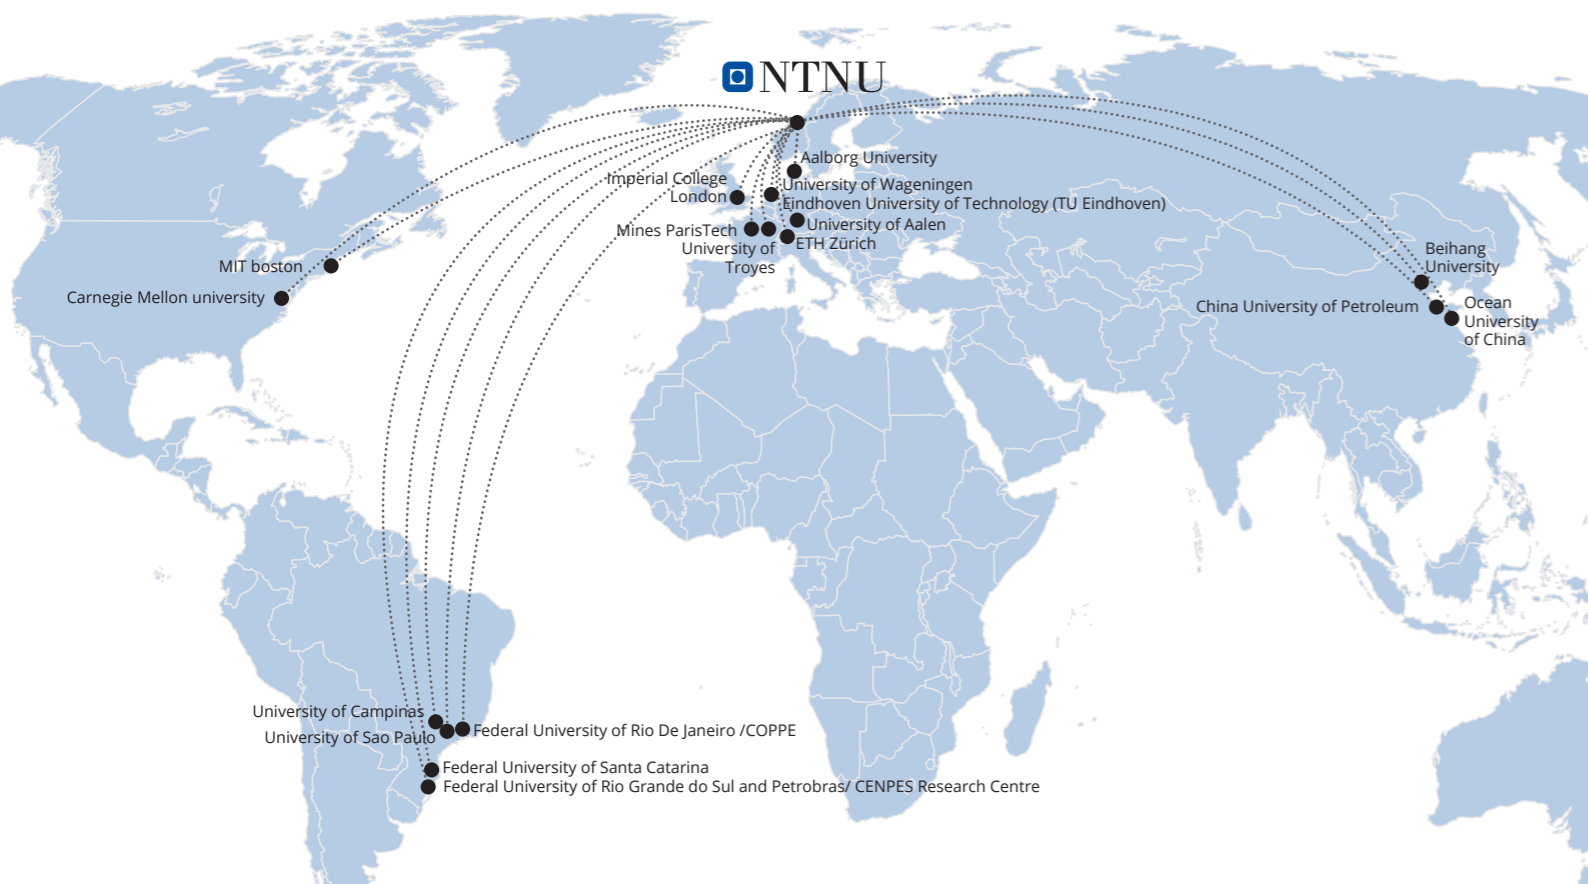 NTNU
Aalborg University
Imperial College
London
University of Wageningen
Eindhoven University of Technology (TU Eindhoven)
University of Aalen
Mines ParisTech
ETH Zürich
University of
Troyes
MIT boston
Carnegie Mellon university
Beihang
University
China University of Petroleum
Ocean
University
of China
University of Campinas
University of Sao Paulo
Federal University of Rio De Janeiro /COPPE
Federal University of Santa Catarina
Federal University of Rio Grande do Sul and Petrobras/ CENPES Research Centre